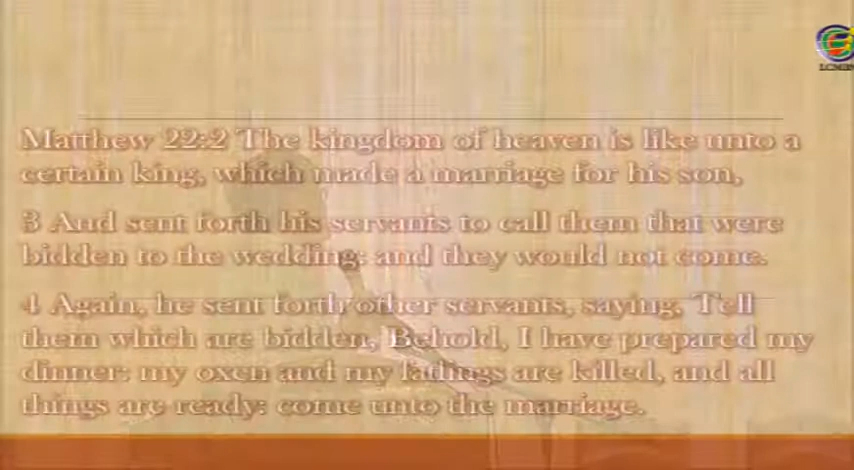 Matthew 22:2 The kingdom of heaven is like unto a
certain king, which made a marriage for his son,
3 And sent forth his servants to call them that were
bidden to the wedding: and they would not come.
4 Again, he sent forth other servants, saying, Tell
them which are bidden, Behold, I have prepared my
dinner: my oxen and my fatlings are killed, and all
things are ready: come unto the marriage.